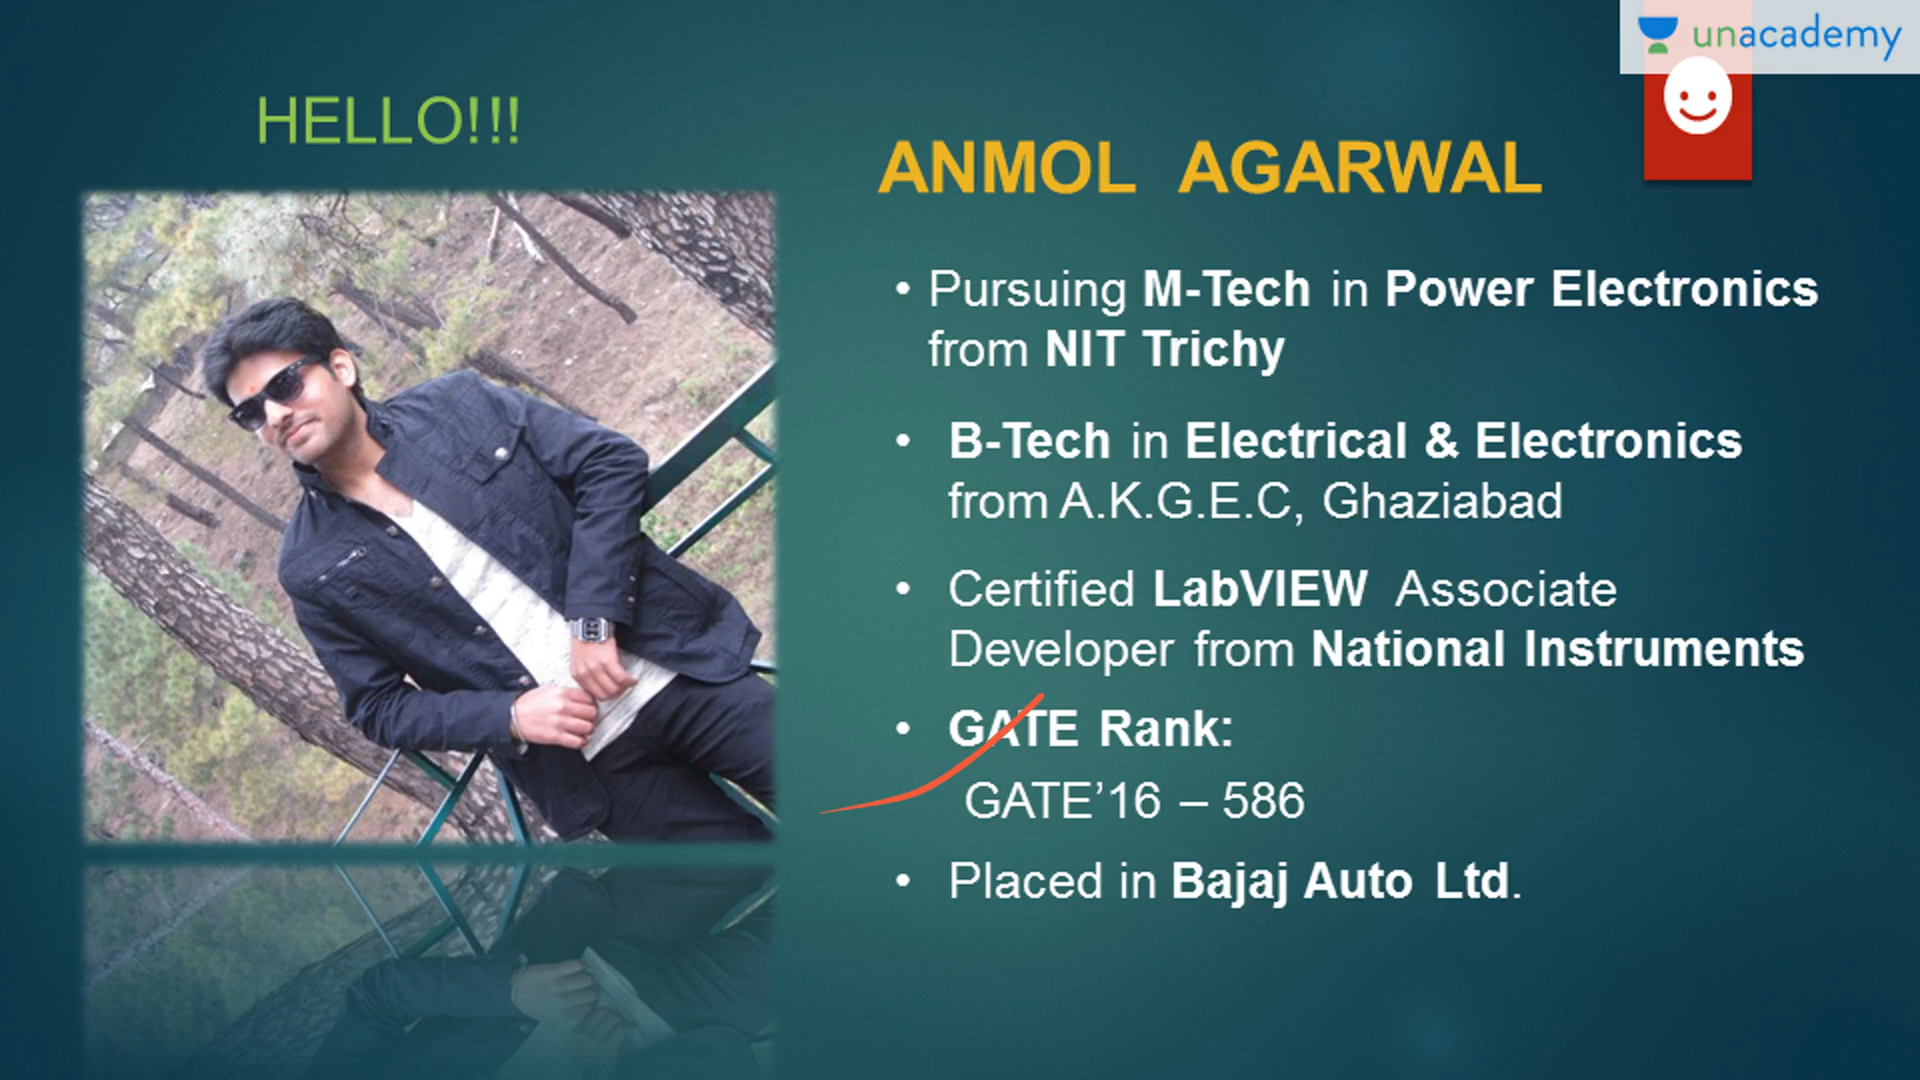 unacademy
HELLO!!!
ANMOL AGARWAL
• Pursuing M-Tech in Power Electronics
from NIT Trichy
• B-Tech in Electrical & Electronics
from A.K.G.E.C, Ghaziabad
• Certified LabVIEW Associate
Developer from National Instruments
• GATE Rank:
GATE’16 – 586
• Placed in Bajaj Auto Ltd.